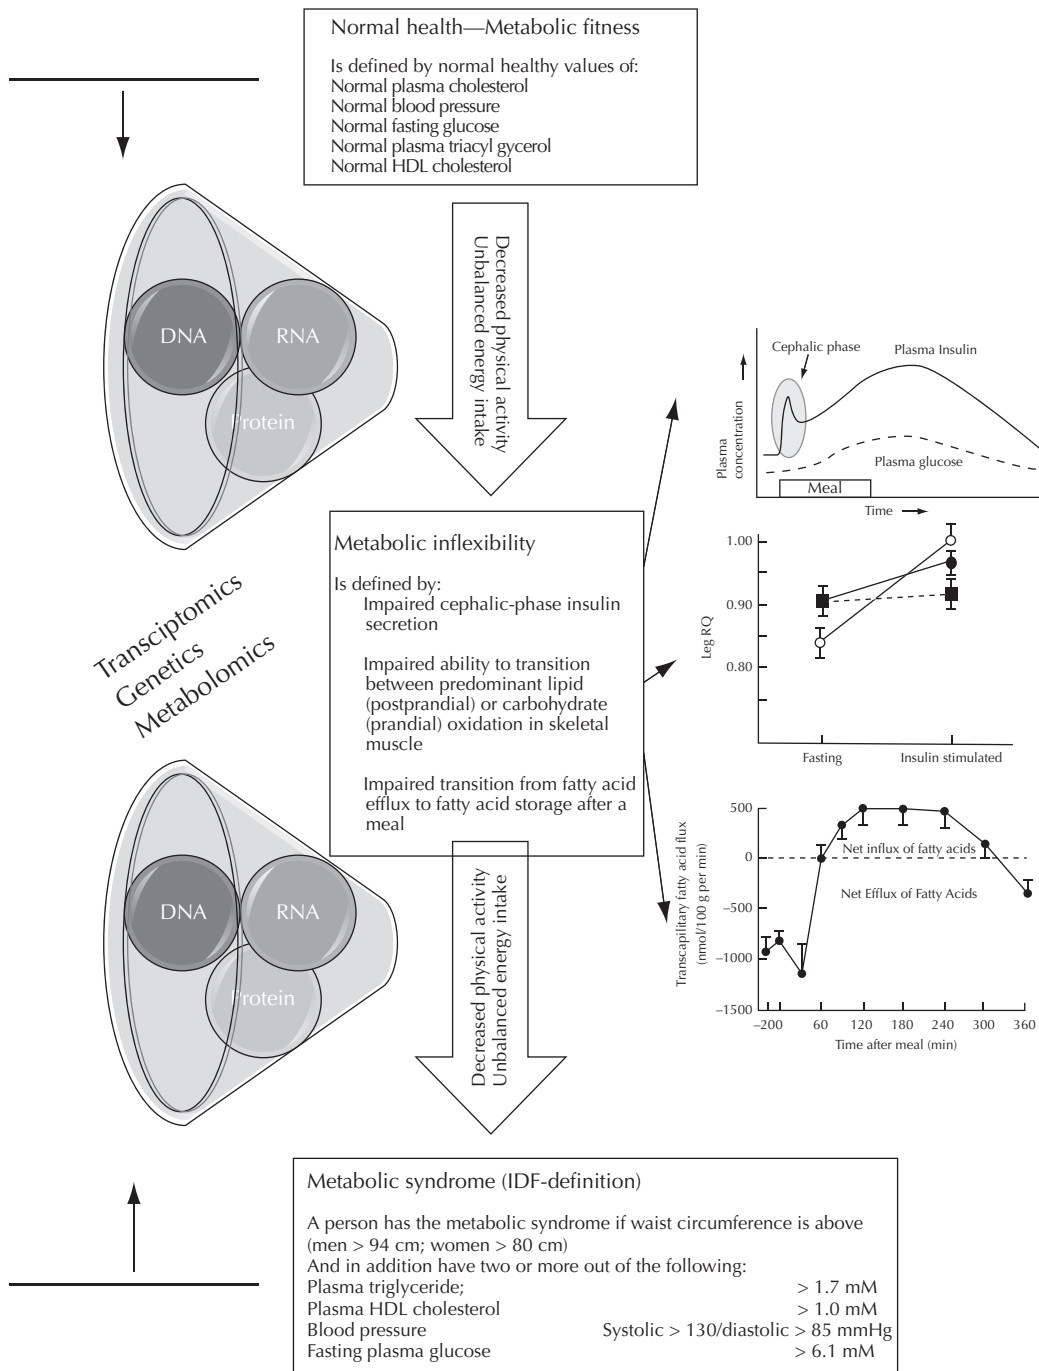 Normal health—Metabolic fitness
Is defined by normal healthy values of:
Normal plasma cholesterol
Normal blood pressure
Normal fasting glucose
Normal plasma triacyl gycerol
Normal HDL cholesterol
Decreased physical activity
Unbalanced energy intake
DNA
RNA
Protein
Transciptomics
Genetics
Metabolomics
Metabolic inflexibility
Is defined by:
Impaired cephalic-phase insulin
secretion
Impaired ability to transition
between predominant lipid
(postprandial) or carbohydrate
(prandial) oxidation in skeletal
muscle
Impaired transition from fatty acid
efflux to fatty acid storage after a
meal
Cephalic phase
Plasma Insulin
Plasma
concentration
Plasma glucose
Meal
Time
1.00
0.90
0.80
Leg RQ
Fasting
Insulin stimulated
500
0
–500
–1000
–1500
Transcapilitary fatty acid flux
(nmol/100 g per min)
Net influx of fatty acids
Net Efflux of Fatty Acids
–200
60
120
180
240
300
360
Time after meal (min)
DNA
RNA
Protein
Decreased physical activity
Unbalanced energy intake
Metabolic syndrome (IDF-definition)
A person has the metabolic syndrome if waist circumference is above
(men > 94 cm; women > 80 cm)
And in addition have two or more out of the following:
Plasma triglyceride; > 1.7 mM
Plasma HDL cholesterol > 1.0 mM
Blood pressure Systolic > 130/diastolic > 85 mmHg
Fasting plasma glucose > 6.1 mM